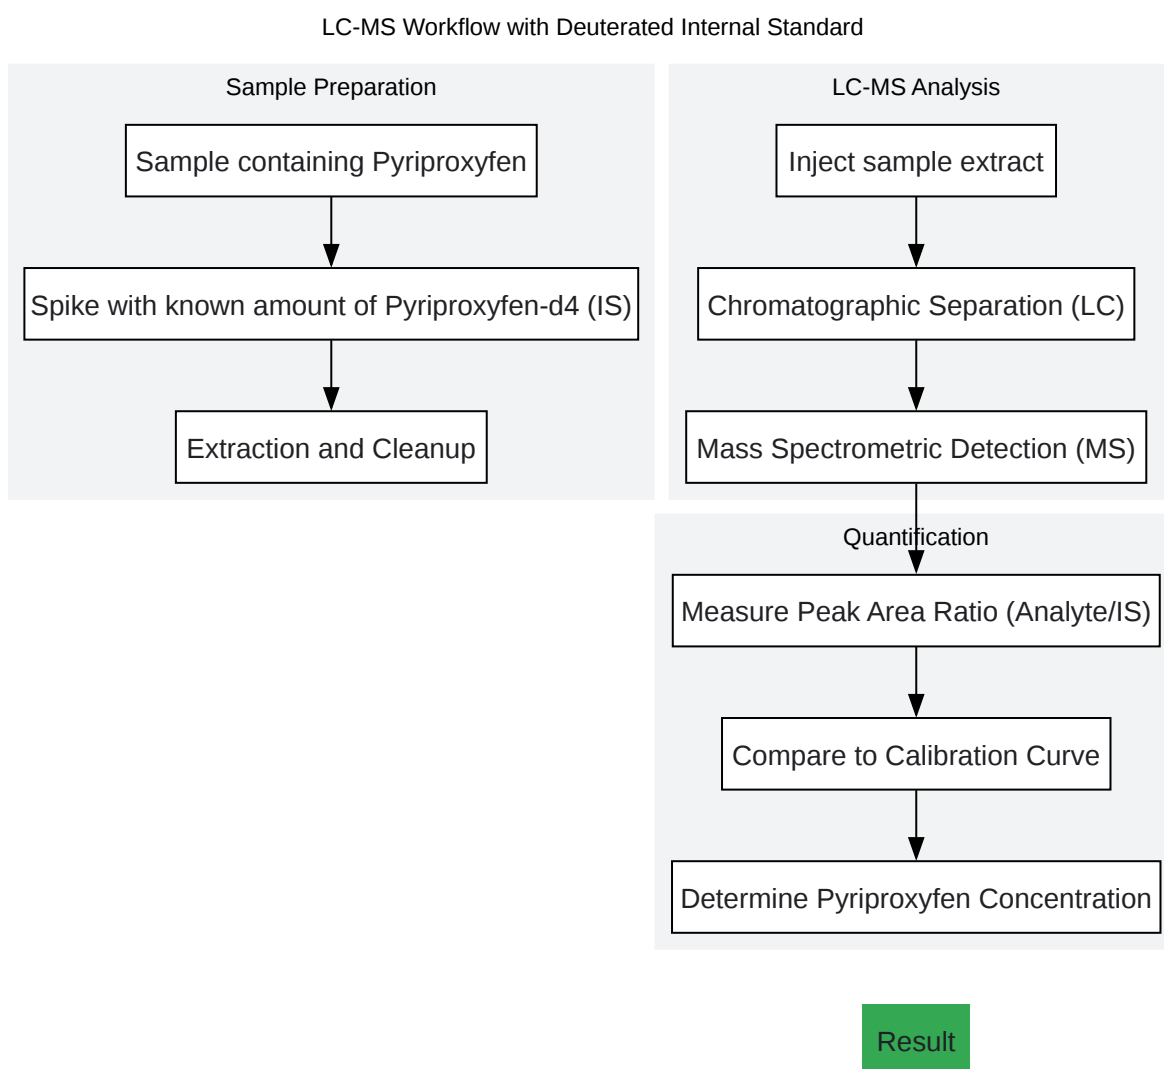 LC-MS Workflow with Deuterated Internal Standard
Sample Preparation
Sample containing Pyriproxyfen
Spike with known amount of Pyriproxyfen-d4 (IS)
Extraction and Cleanup
LC-MS Analysis
Inject sample extract
Chromatographic Separation (LC)
Mass Spectrometric Detection (MS)
Quantification
Measure Peak Area Ratio (Analyte/IS)
Compare to Calibration Curve
Determine Pyriproxyfen Concentration
Result